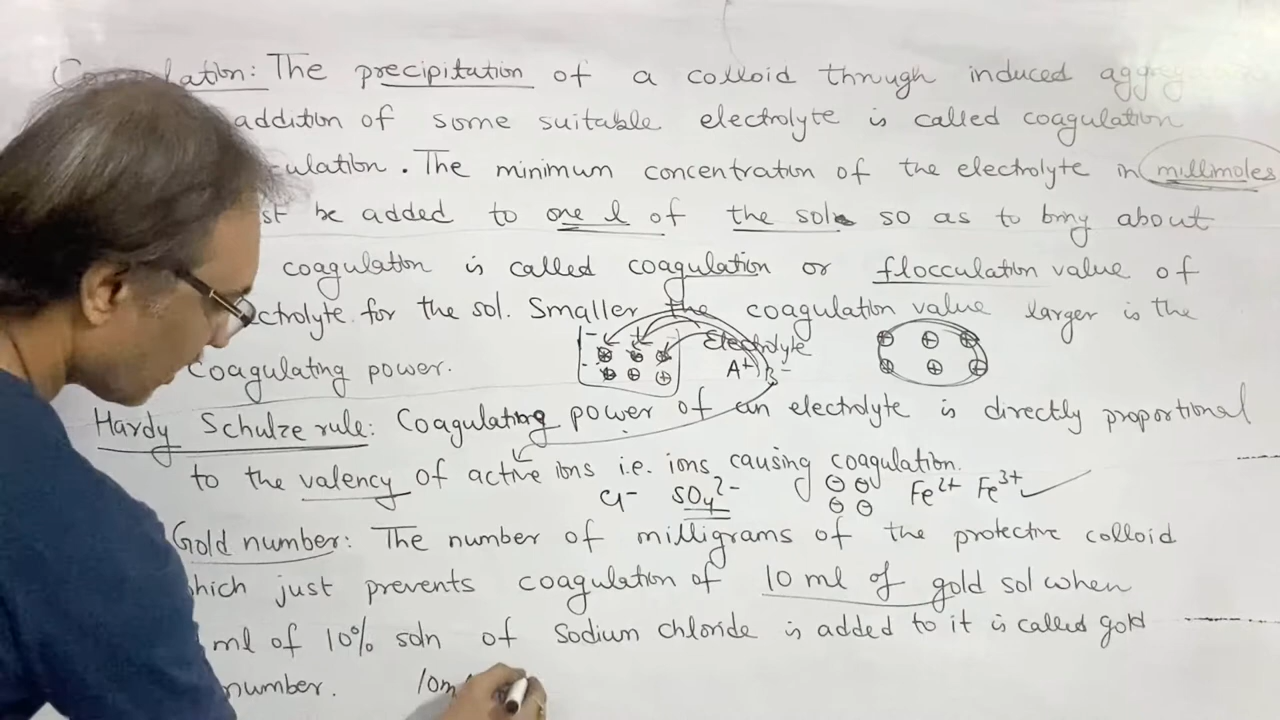 lation: The precipitation of a colloid through induced
addition of some suitable electrolyte is called coagulation
culation. The minimum concentration of the electrolyte in millimoles
st be added to one l of the sol so as to bring about
coagulation is called coagulation or flocculation value of
ectrolyte for the sol. Smaller the coagulation value larger is the
Electrolyte
A+ B-
Coagulating power.
Hardy Schulze rule: Coagulating power of an electrolyte is directly proportional
to the valency of active ions i.e. ions causing coagulation.
Cl- SO4 2- Fe2+ Fe3+
Gold number: The number of milligrams of the protective colloid
which just prevents coagulation of 10 ml of gold sol when
ml of 10% soln of Sodium chloride is added to it is called gold
number. 10m